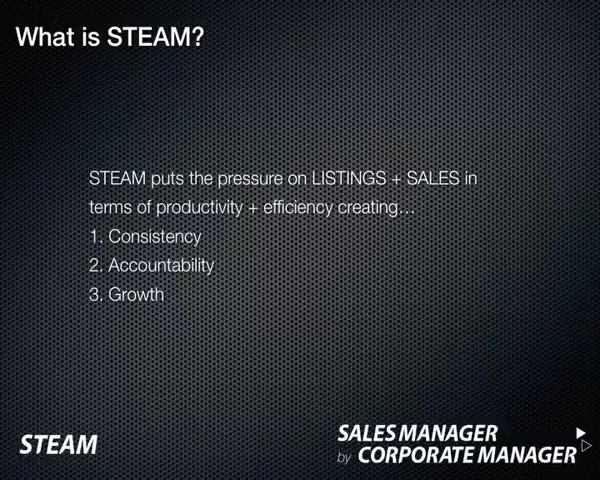 What is STEAM?
STEAM puts the pressure on LISTINGS + SALES in
terms of productivity + efficiency creating…
1. Consistency
2. Accountability
3. Growth
STEAM
SALES MANAGER
by CORPORATE MANAGER